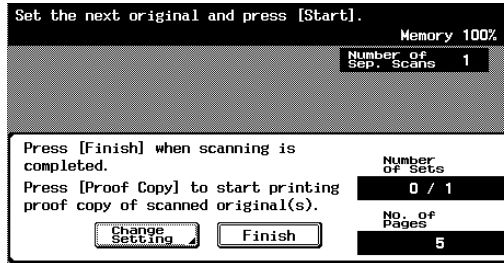 Set the next original and press [Start].
Memory 100%
Number of
Sep. Scans 1
Press [Finish] when scanning is
completed.
Press [Proof Copy] to start printing
proof copy of scanned original(s).
Number
of Sets
0 / 1
No. of
Pages
5
Change
Setting
Finish